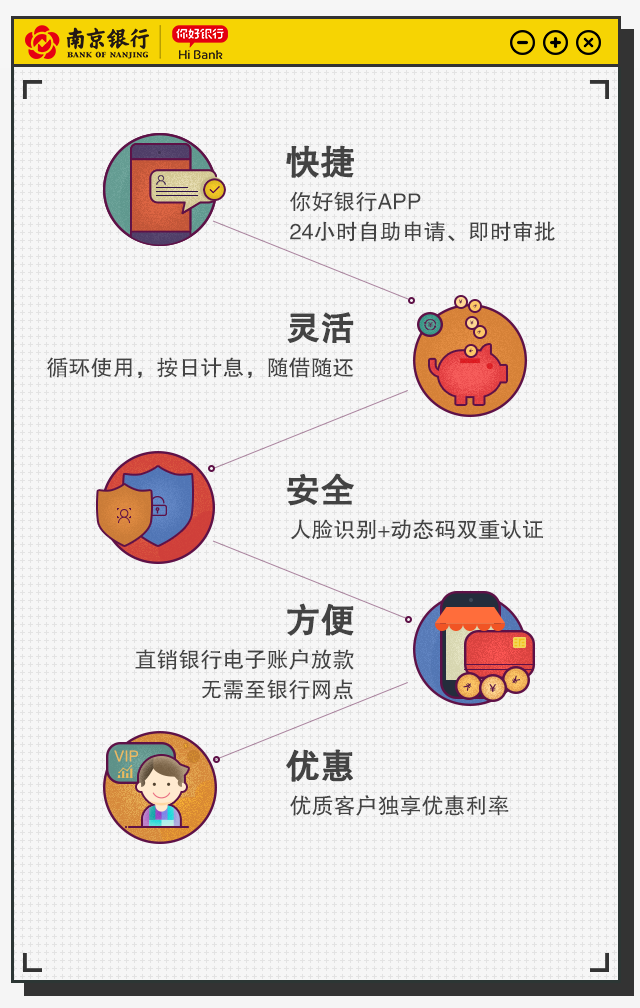 南京银行
BANK OF NANJING
你好银行
Hi Bank
快捷
你好银行APP
24小时自助申请、即时审批
灵活
循环使用，按日计息，随借随还
安全
人脸识别+动态码双重认证
方便
直销银行电子账户放款
无需至银行网点
VIP
优惠
优质客户独享优惠利率